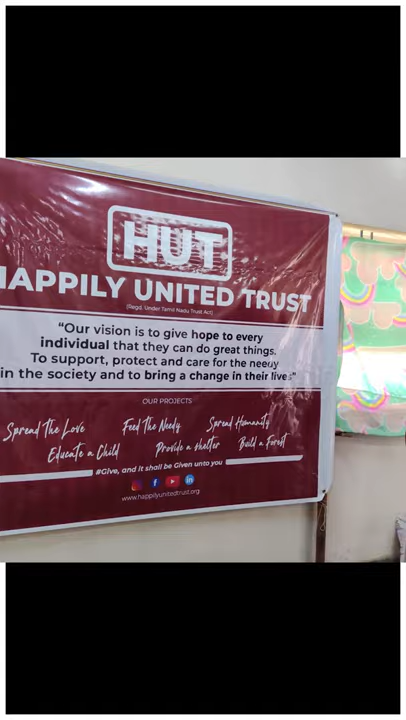 HUT
HAPPILY UNITED TRUST
(Regd. Under Tamil Nadu Trust Act)
“Our vision is to give hope to every
individual that they can do great things.
To support, protect and care for the needy
in the society and to bring a change in their lives”
OUR PROJECTS
Spread The Love Feed The Needy Spread Humanity
Educate a Child Provide a shelter Build a Forest
#Give, and it shall be Given unto you
www.happilyunitedtrust.org